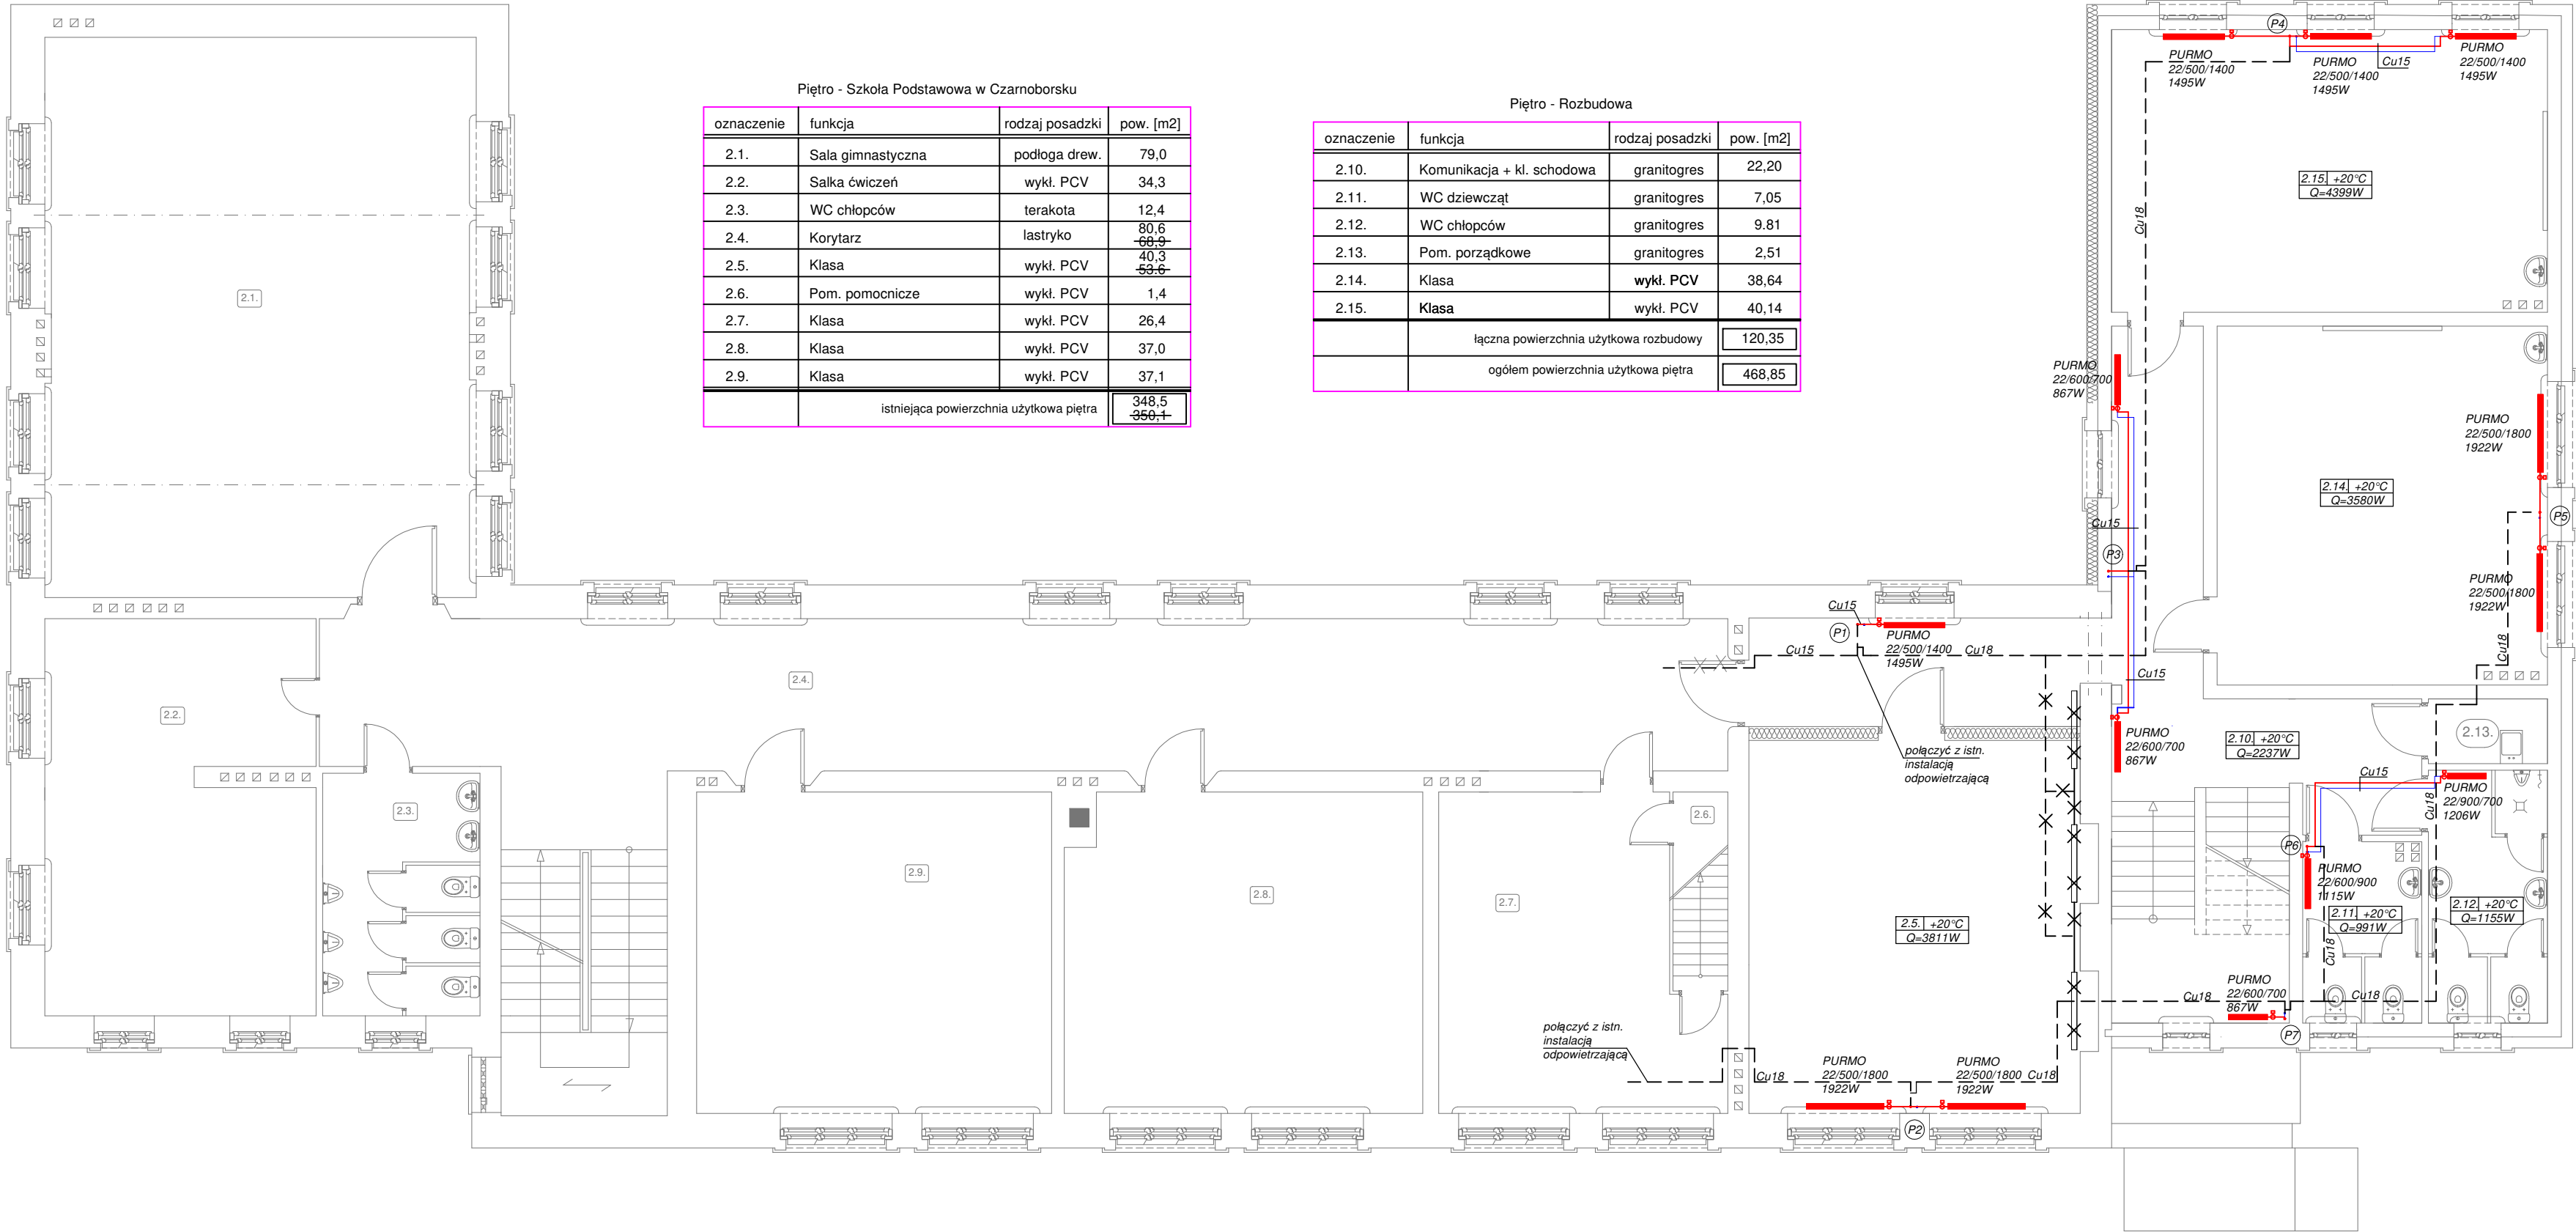 Piętro - Szkoła Podstawowa w Czarnoborsku
oznaczenie funkcja rodzaj posadzki pow. [m2]
2.1. Sala gimnastyczna podłoga drew. 79,0
2.2. Salka ćwiczeń wykł. PCV 34,3
2.3. WC chłopców terakota 12,4
2.4. Korytarz lastryko 80,6
68,9
2.5. Klasa wykł. PCV 40,3
53.6
2.6. Pom. pomocnicze wykł. PCV 1,4
2.7. Klasa wykł. PCV 26,4
2.8. Klasa wykł. PCV 37,0
2.9. Klasa wykł. PCV 37,1
istniejąca powierzchnia użytkowa piętra 348,5
350,1
Piętro - Rozbudowa
oznaczenie funkcja rodzaj posadzki pow. [m2]
2.10. Komunikacja + kl. schodowa granitogres 22,20
2.11. WC dziewcząt granitogres 7,05
2.12. WC chłopców granitogres 9.81
2.13. Pom. porządkowe granitogres 2,51
2.14. Klasa wykł. PCV 38,64
2.15. Klasa wykł. PCV 40,14
łączna powierzchnia użytkowa rozbudowy 120,35
ogółem powierzchnia użytkowa piętra 468,85
P4
PURMO
22/500/1400
1495W
PURMO
22/500/1400
1495W
Cu15
PURMO
22/500/1400
1495W
2.15. +20°C
Q=4399W
Cu18
2.1.
PURMO
22/600/700
867W
PURMO
22/500/1800
1922W
2.14. +20°C
Q=3580W
P5
Cu15
P3
PURMO
22/500/1800
1922W
Cu18
Cu15
P1
PURMO
22/500/1400
1495W
Cu15
Cu18
Cu15
2.4.
2.2.
PURMO
22/600/700
867W
2.10. +20°C
Q=2237W
2.13.
połączyć z istn.
instalacją
odpowietrzającą
Cu15
PURMO
22/900/700
1206W
Cu18
2.3.
2.6.
P6
PURMO
22/600/900
1115W
2.9.
2.8.
2.7.
2.5. +20°C
Q=3811W
2.11. +20°C
Q=991W
2.12. +20°C
Q=1155W
Cu18
PURMO
22/600/700
867W
Cu18
Cu18
P7
połączyć z istn.
instalacją
odpowietrzającą
Cu18
PURMO
22/500/1800
1922W
PURMO
22/500/1800
1922W
Cu18
P2